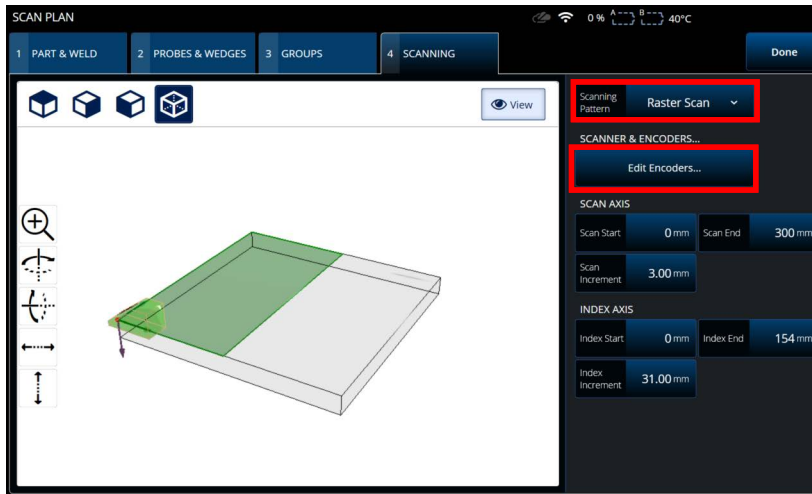 SCAN PLAN
0 % A B 40°C
1 PART & WELD 2 PROBES & WEDGES 3 GROUPS 4 SCANNING Done
View
Scanning
Pattern
Raster Scan
SCANNER & ENCODERS...
Edit Encoders...
SCAN AXIS
Scan Start 0 mm Scan End 300 mm
Scan
Increment
3.00 mm
INDEX AXIS
Index Start 0 mm Index End 154 mm
Index
Increment
31.00 mm